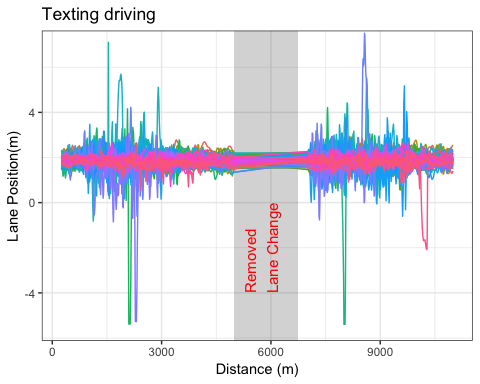 Texting driving
Lane Position(m)
4
0
-4
Removed
Lane Change
0
3000
6000
9000
Distance (m)